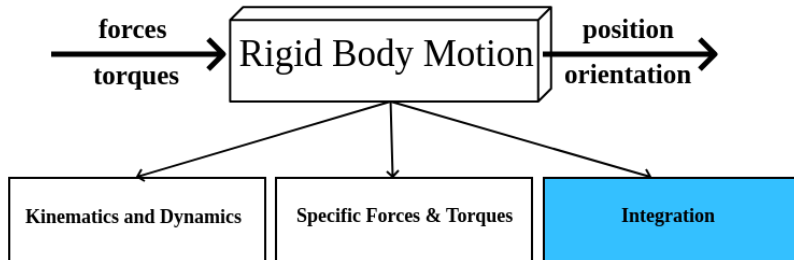 forces
torques
Rigid Body Motion
position
orientation
Kinematics and Dynamics
Specific Forces & Torques
Integration